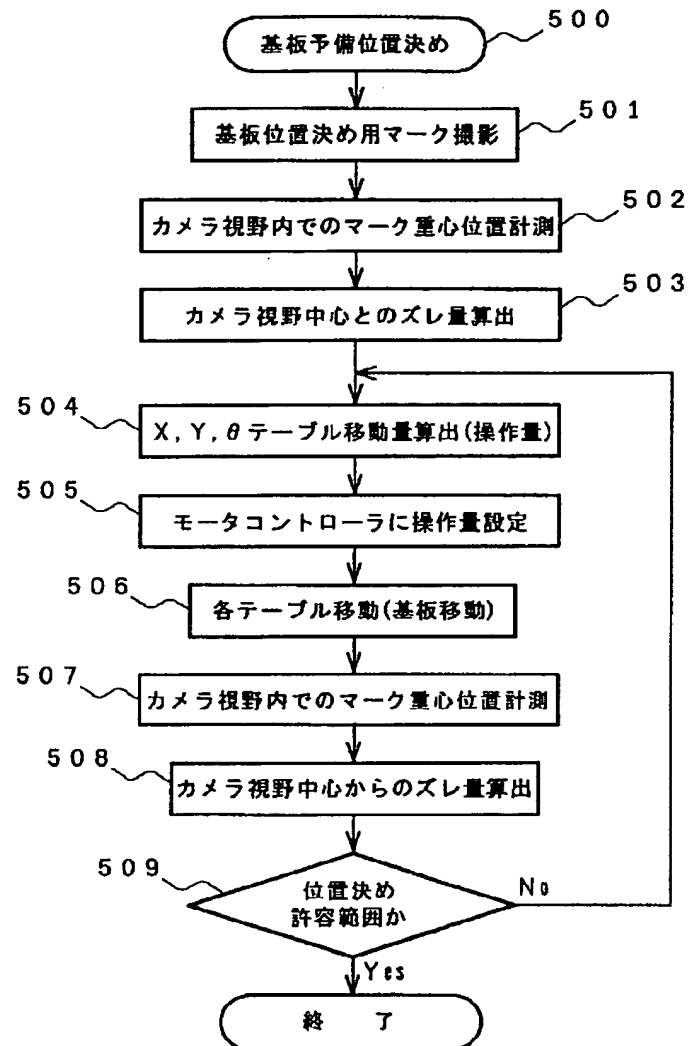 500
基板予備位置決め
501
基板位置決め用マーク撮影
502
カメラ視野内でのマーク重心位置計測
503
カメラ視野中心とのズレ量算出
504
X, Y, θテーブル移動量算出(操作量)
505
モータコントローラに操作量設定
506
各テーブル移動(基板移動)
507
カメラ視野内でのマーク重心位置計測
508
カメラ視野中心からのズレ量算出
509
位置決め
許容範囲か
No
Yes
終 了